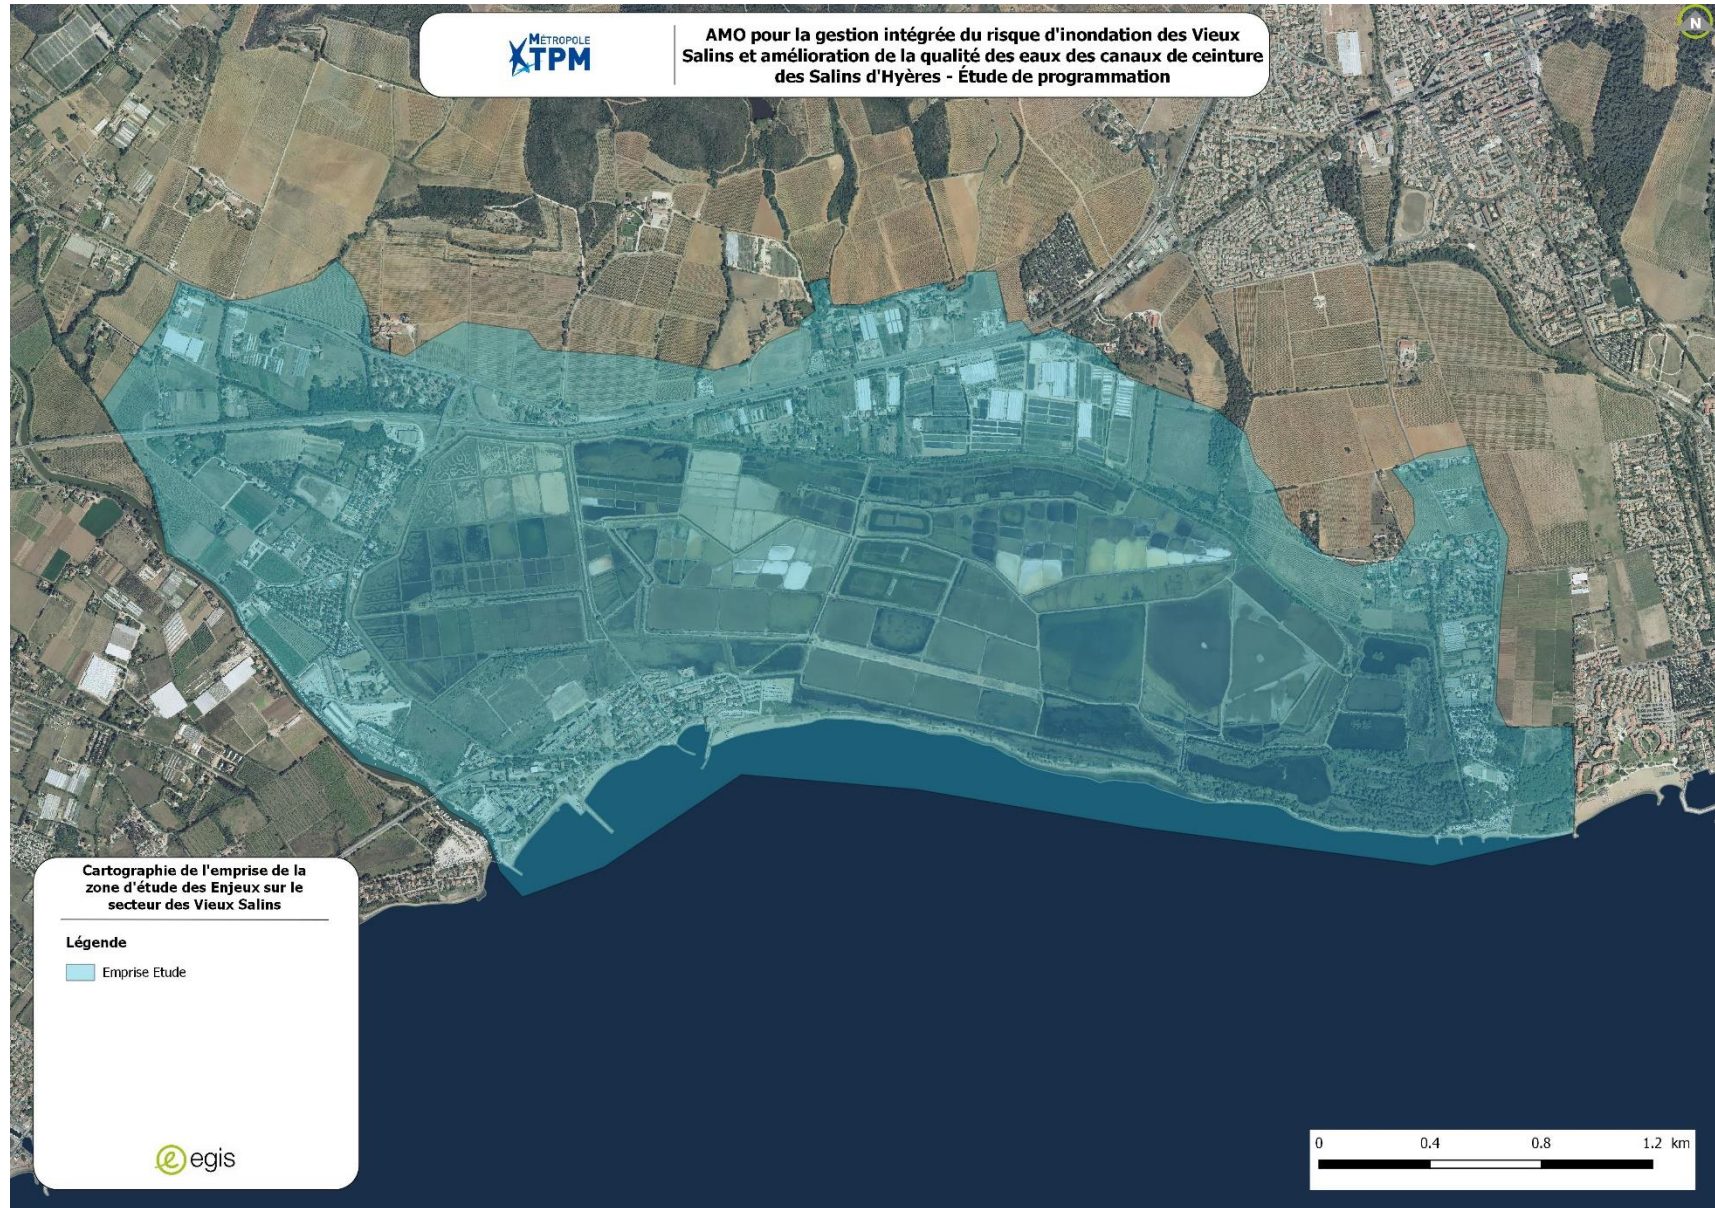 MÉTROPOLE
TPM
AMO pour la gestion intégrée du risque d'inondation des Vieux
Salins et amélioration de la qualité des eaux des canaux de ceinture
des Salins d'Hyères - Étude de programmation
N
Cartographie de l'emprise de la
zone d'étude des Enjeux sur le
secteur des Vieux Salins
Légende
Emprise Etude
egis
0 0.4 0.8 1.2 km